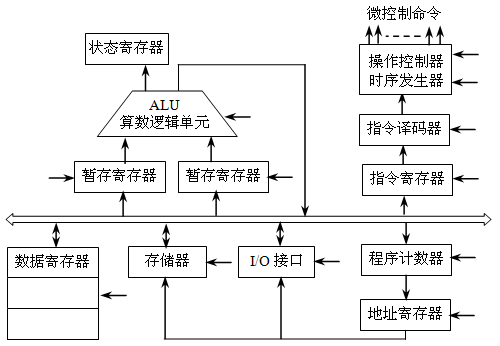 微控制命令
状态寄存器
操作控制器
时序发生器
ALU
算数逻辑单元
指令译码器
暂存寄存器
暂存寄存器
指令寄存器
数据寄存器
存储器
I/O 接口
程序计数器
地址寄存器